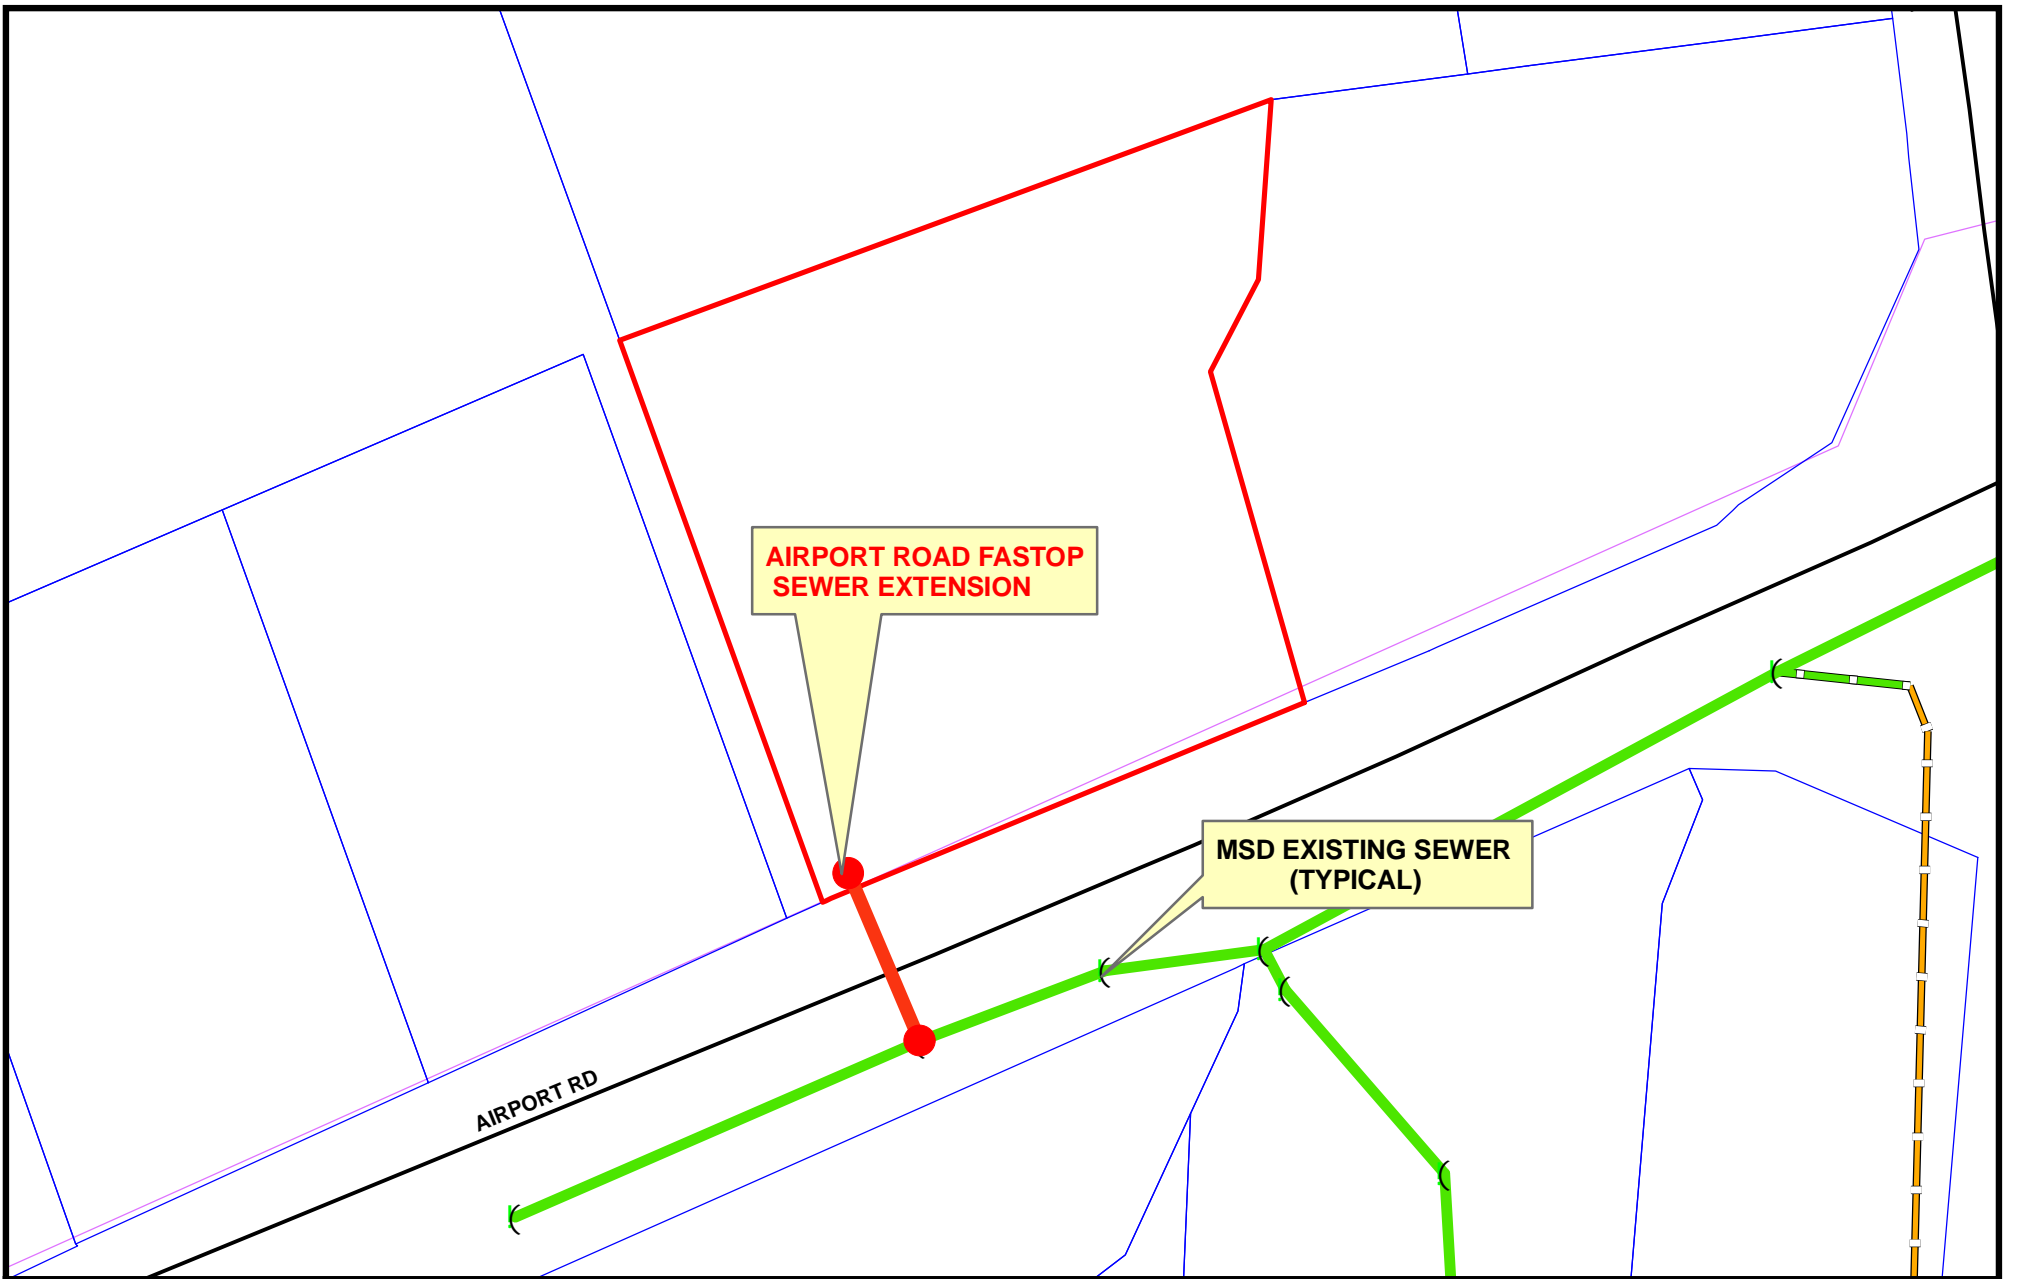 AIRPORT ROAD FASTOP
SEWER EXTENSION
MSD EXISTING SEWER
(TYPICAL)
AIRPORT RD